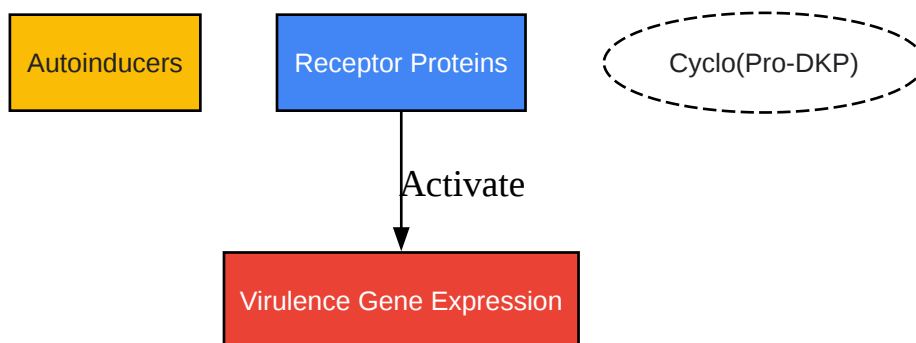 Autoinducers
Receptor Proteins
Cyclo(Pro-DKP)
Activate
Virulence Gene Expression